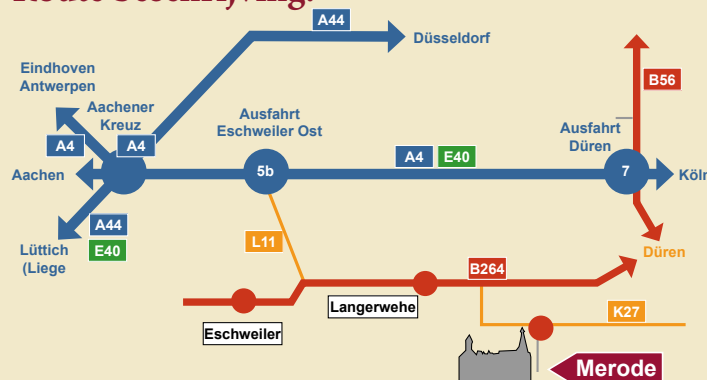 A44
Düsseldorf
Eindhoven
Antwerpen
B56
Aachener
Kreuz
Ausfahrt
Eschweiler Ost
Ausfahrt
Düren
A4
A4
A4
E40
Aachen
5b
7
Köln
A44
E40
Lüttich
(Liege
L11
Düren
B264
Langerwehe
Eschweiler
K27
Merode